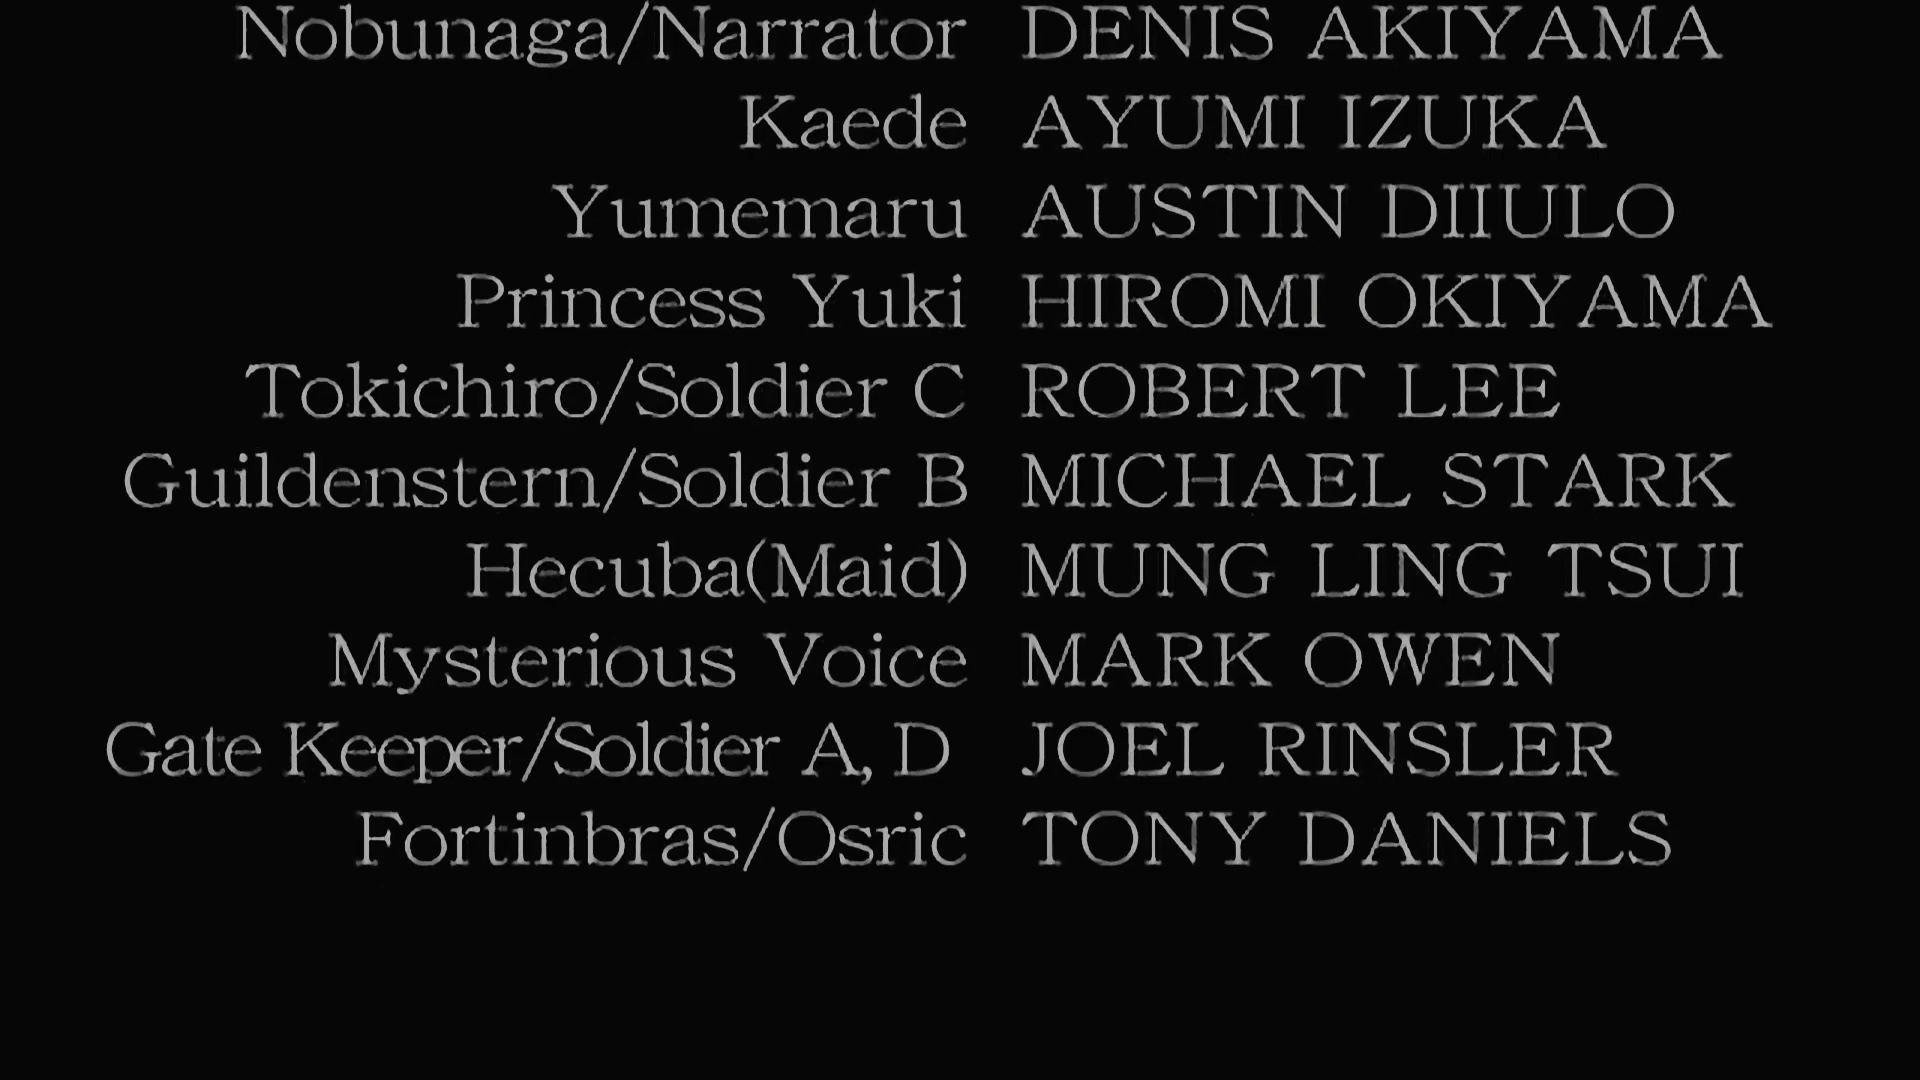 Nobunaga/Narrator DENIS AKIYAMA
Kaede AYUMI IZUKA
Yumemaru AUSTIN DIIULO
Princess Yuki HIROMI OKIYAMA
Tokichiro/Soldier C ROBERT LEE
Guildenstern/Soldier B MICHAEL STARK
Hecuba(Maid) MUNG LING TSUI
Mysterious Voice MARK OWEN
Gate Keeper/Soldier A, D JOEL RINSLER
Fortinbras/Osric TONY DANIELS